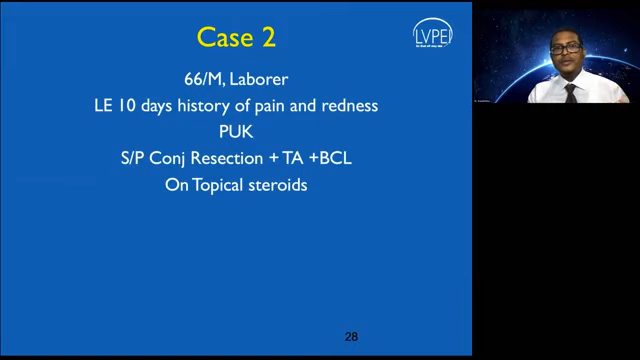 Case 2
LVPEI
66/M, Laborer
LE 10 days history of pain and redness
PUK
S/P Conj Resection + TA +BCL
On Topical steroids
28